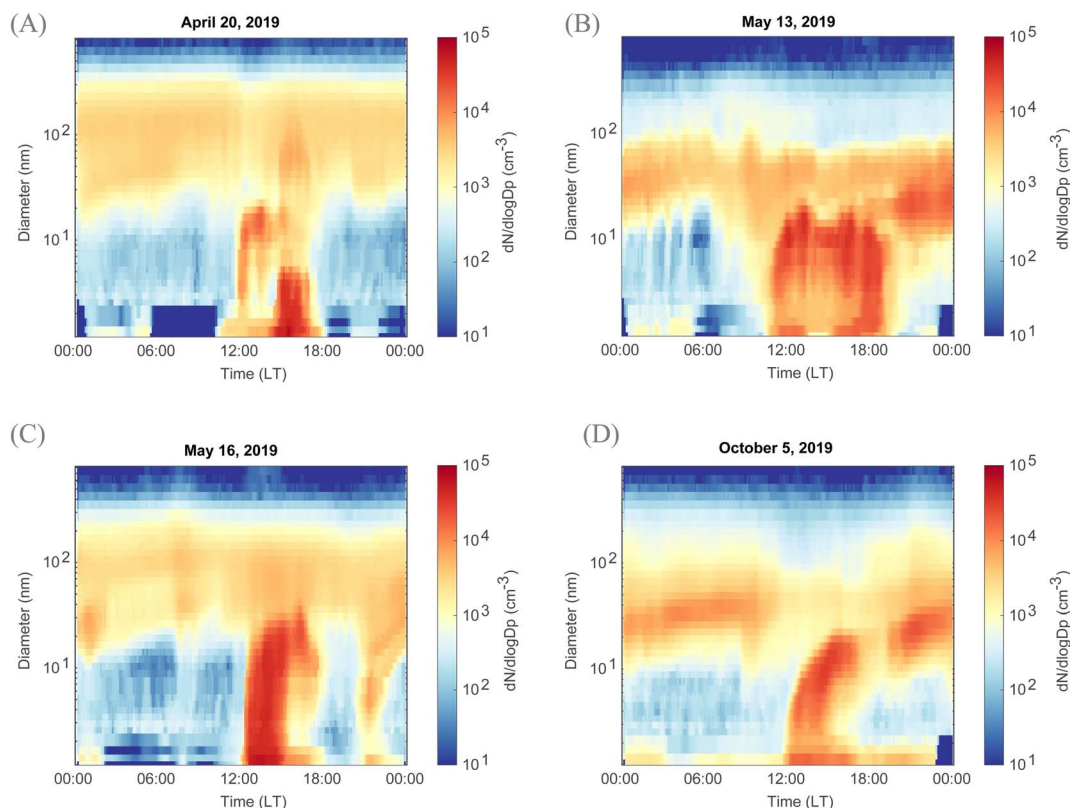 (A)
April 20, 2019
10^5
10^4
10^3
10^2
10^1
dN/dlogDp (cm^-3)
10^2
10^1
Diameter (nm)
00:00 06:00 12:00 18:00 00:00
Time (LT)
(B)
May 13, 2019
10^5
10^4
10^3
10^2
10^1
dN/dlogDp (cm^-3)
10^2
10^1
Diameter (nm)
00:00 06:00 12:00 18:00 00:00
Time (LT)
(C)
May 16, 2019
10^5
10^4
10^3
10^2
10^1
dN/dlogDp (cm^-3)
10^2
10^1
Diameter (nm)
00:00 06:00 12:00 18:00 00:00
Time (LT)
(D)
October 5, 2019
10^5
10^4
10^3
10^2
10^1
dN/dlogDp (cm^-3)
10^2
10^1
Diameter (nm)
00:00 06:00 12:00 18:00 00:00
Time (LT)